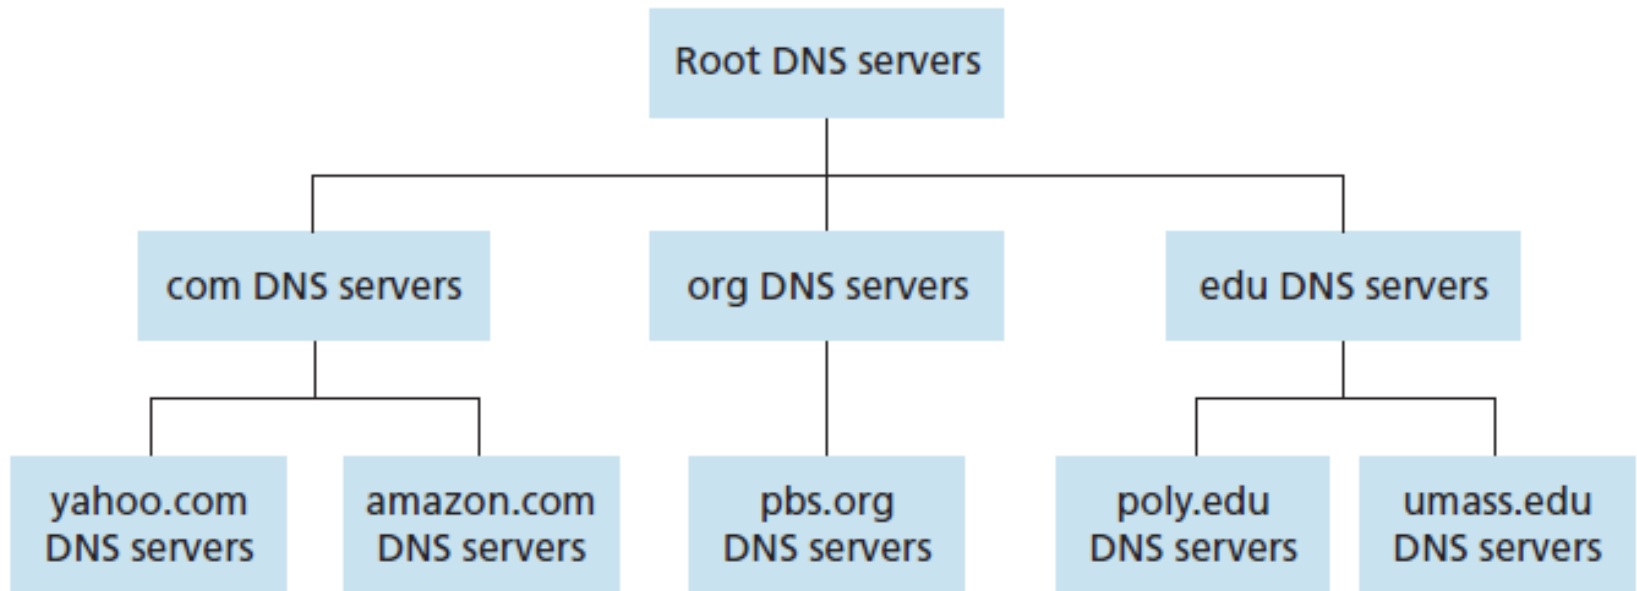 Root DNS servers
com DNS servers
org DNS servers
edu DNS servers
yahoo.com
DNS servers
amazon.com
DNS servers
pbs.org
DNS servers
poly.edu
DNS servers
umass.edu
DNS servers